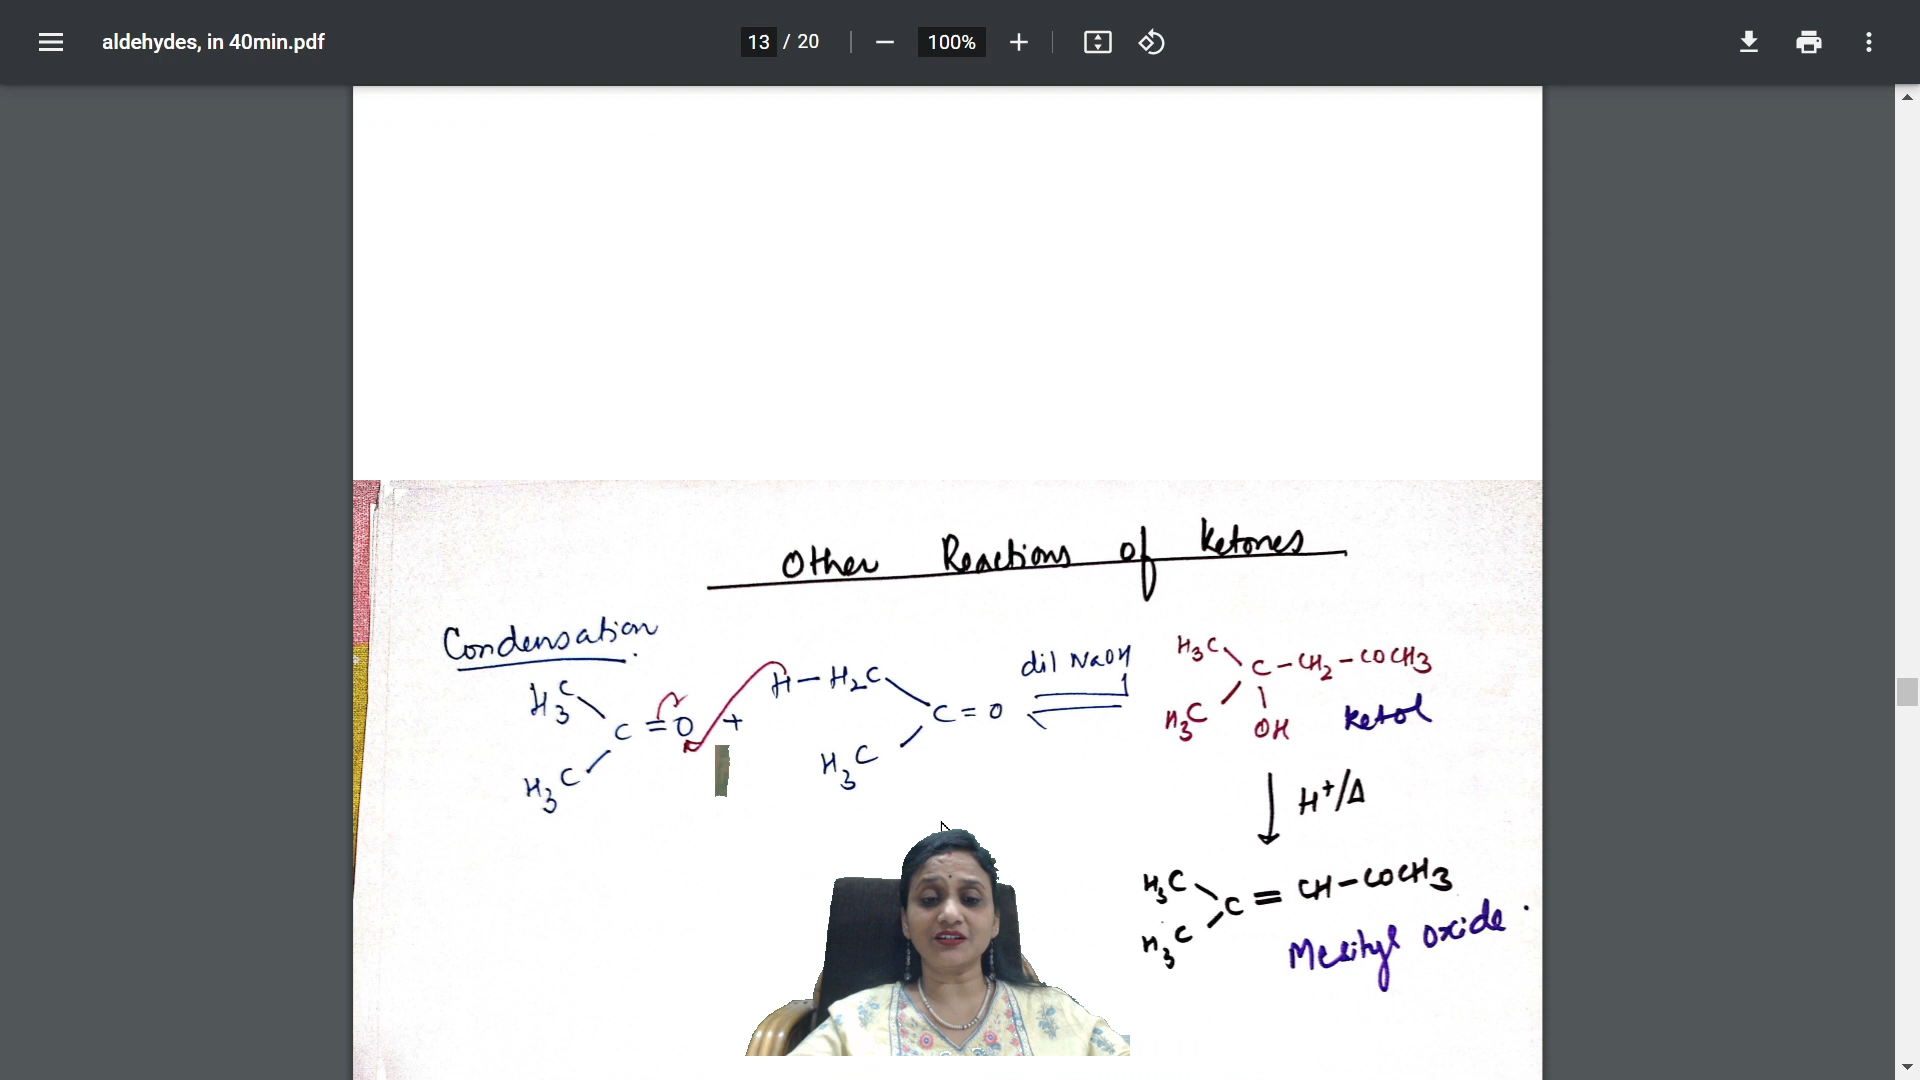 aldehydes, in 40min.pdf
13 / 20
100%
Other Reactions of Ketones
Condensation
H3C
C = O + H - H2C
H3C
C = O
H3C
dil NaOH
H3C
C - CH2 - COCH3
H3C
OH
Ketol
H+/Δ
H3C
C = CH - COCH3
H3C
Mesityl oxide.